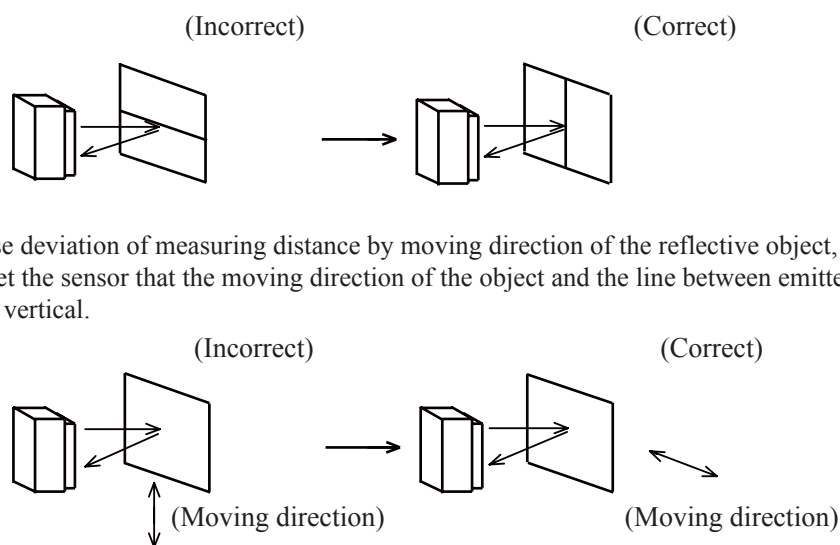 (Incorrect) (Correct)
se deviation of measuring distance by moving direction of the reflective object,
et the sensor that the moving direction of the object and the line between emitte
vertical.
(Incorrect) (Correct)
(Moving direction) (Moving direction)